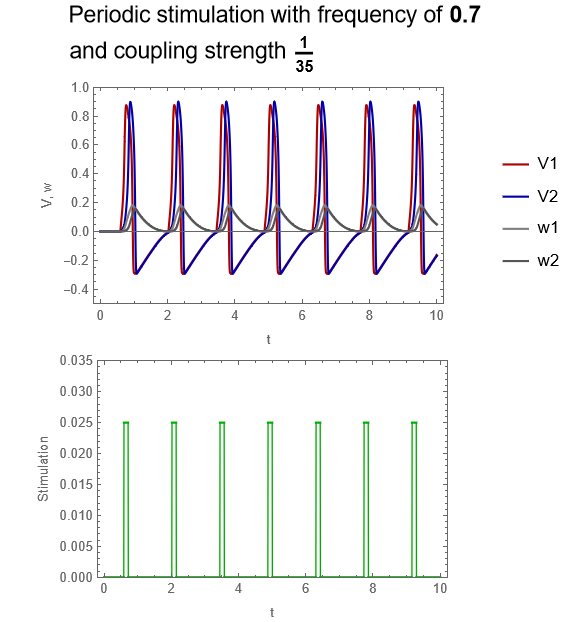 Periodic stimulation with frequency of 0.7
and coupling strength 1/35
1.0
0.8
0.6
0.4
0.2
0.0
−0.2
−0.4
V, w
0 2 4 6 8 10
t
V1
V2
w1
w2
0.035
0.030
0.025
0.020
0.015
0.010
0.005
0.000
Stimulation
0 2 4 6 8 10
t